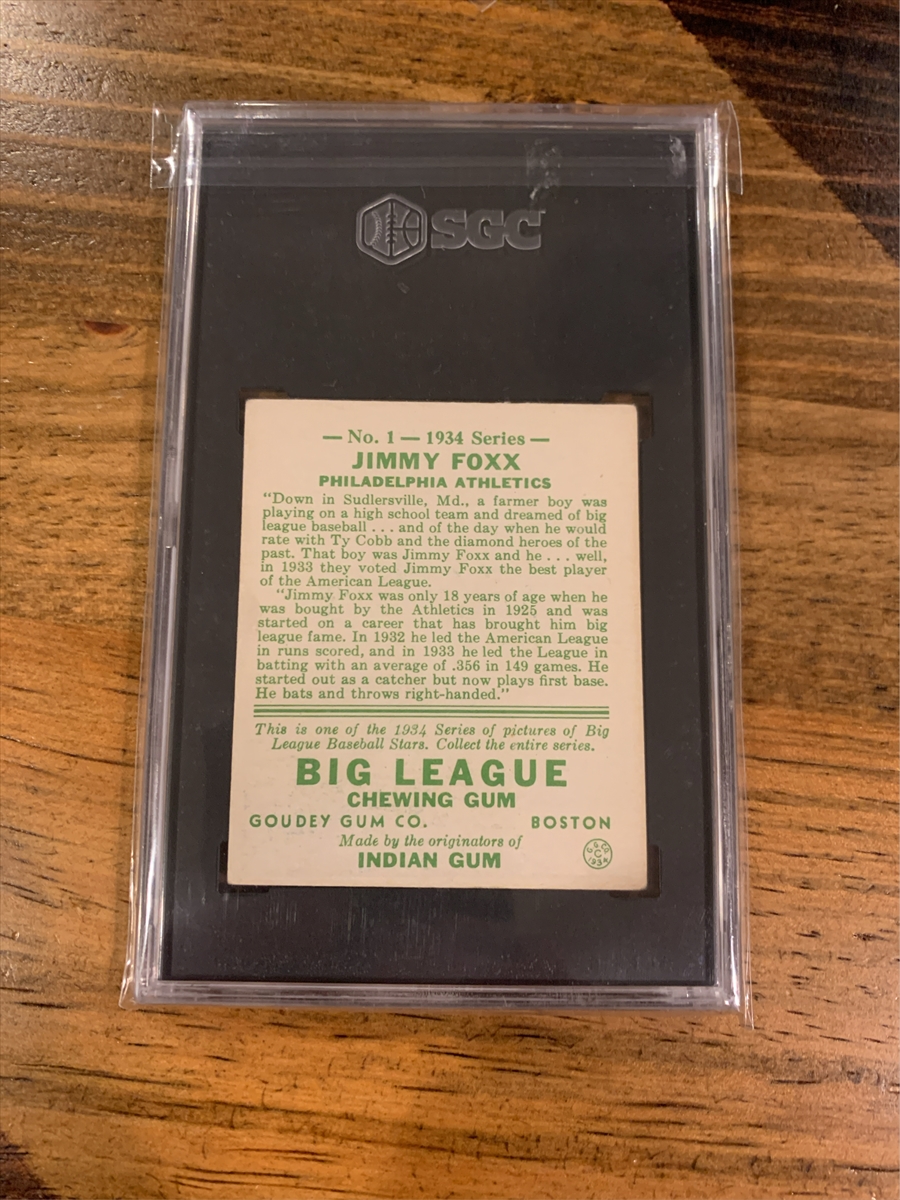 SGC
— No. 1 — 1934 Series —
JIMMY FOXX
PHILADELPHIA ATHLETICS
"Down in Sudlersville, Md., a farmer boy was
playing on a high school team and dreamed of big
league baseball . . . and of the day when he would
rate with Ty Cobb and the diamond heroes of the
past. That boy was Jimmy Foxx and he . . . well,
in 1933 they voted Jimmy Foxx the best player
of the American League.
"Jimmy Foxx was only 18 years of age when he
was bought by the Athletics in 1925 and was
started on a career that has brought him big
league fame. In 1932 he led the American League
in runs scored, and in 1933 he led the League in
batting with an average of .356 in 149 games. He
started out as a catcher but now plays first base.
He bats and throws right-handed."
This is one of the 1934 Series of pictures of Big
League Baseball Stars. Collect the entire series.
BIG LEAGUE
CHEWING GUM
GOUDEY GUM CO. BOSTON
Made by the originators of
INDIAN GUM
G. G. CO.
C
1934